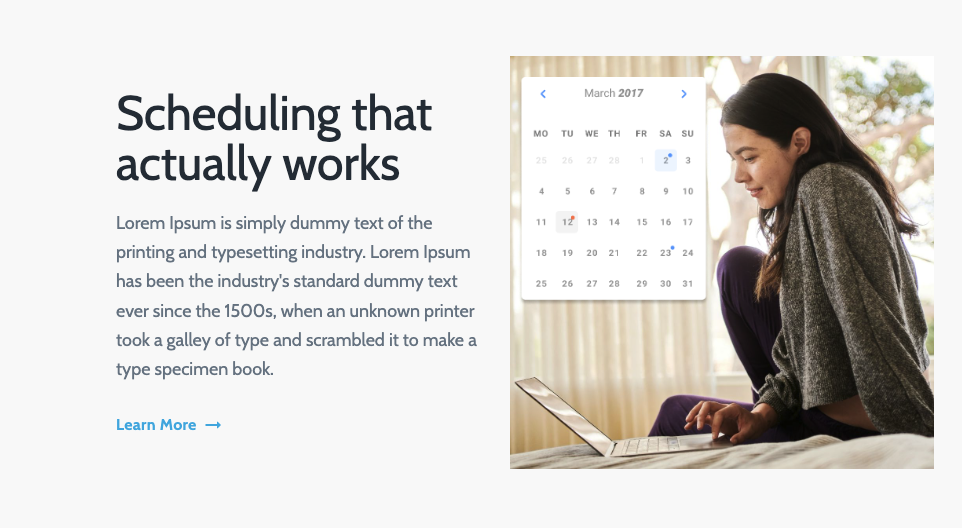 Scheduling that
actually works
Lorem Ipsum is simply dummy text of the
printing and typesetting industry. Lorem Ipsum
has been the industry's standard dummy text
ever since the 1500s, when an unknown printer
took a galley of type and scrambled it to make a
type specimen book.
Learn More →
March 2017
MO TU WE TH FR SA SU
25 26 27 28 1 2 3
4 5 6 7 8 9 10
11 12 13 14 15 16 17
18 19 20 21 22 23 24
25 26 27 28 29 30 31